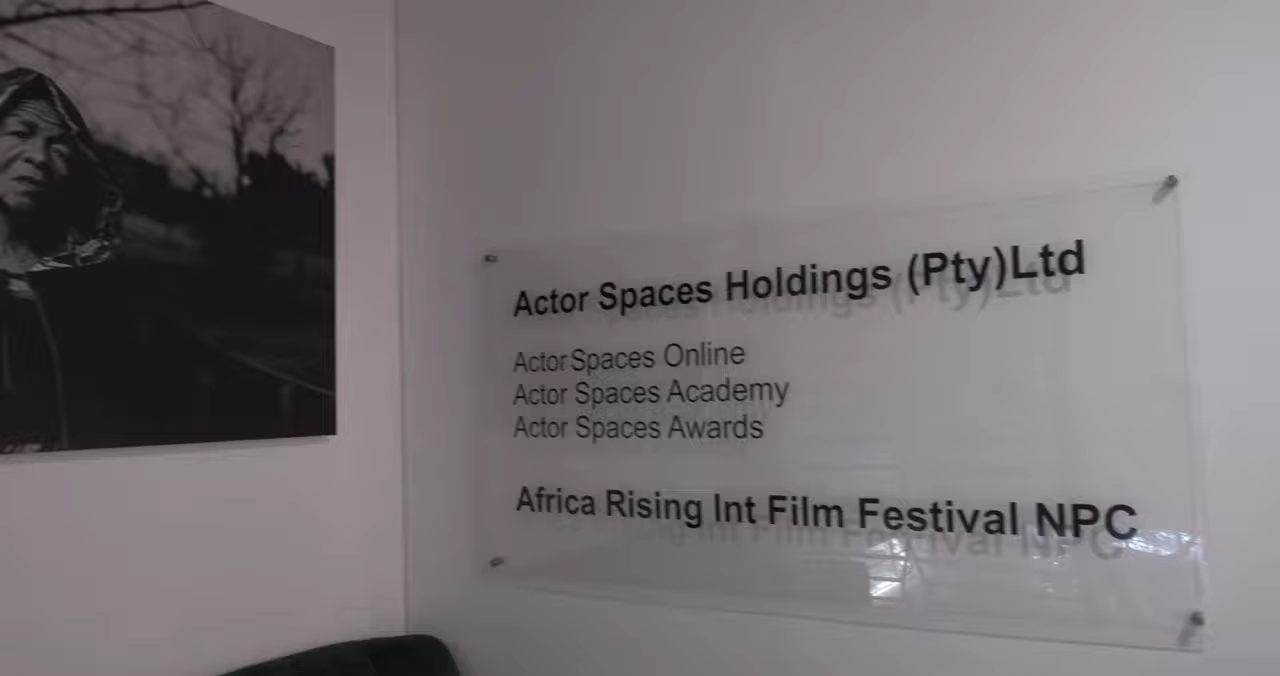 Actor Spaces Holdings (Pty)Ltd
Actor Spaces Online
Actor Spaces Academy
Actor Spaces Awards
Africa Rising Int Film Festival NPC